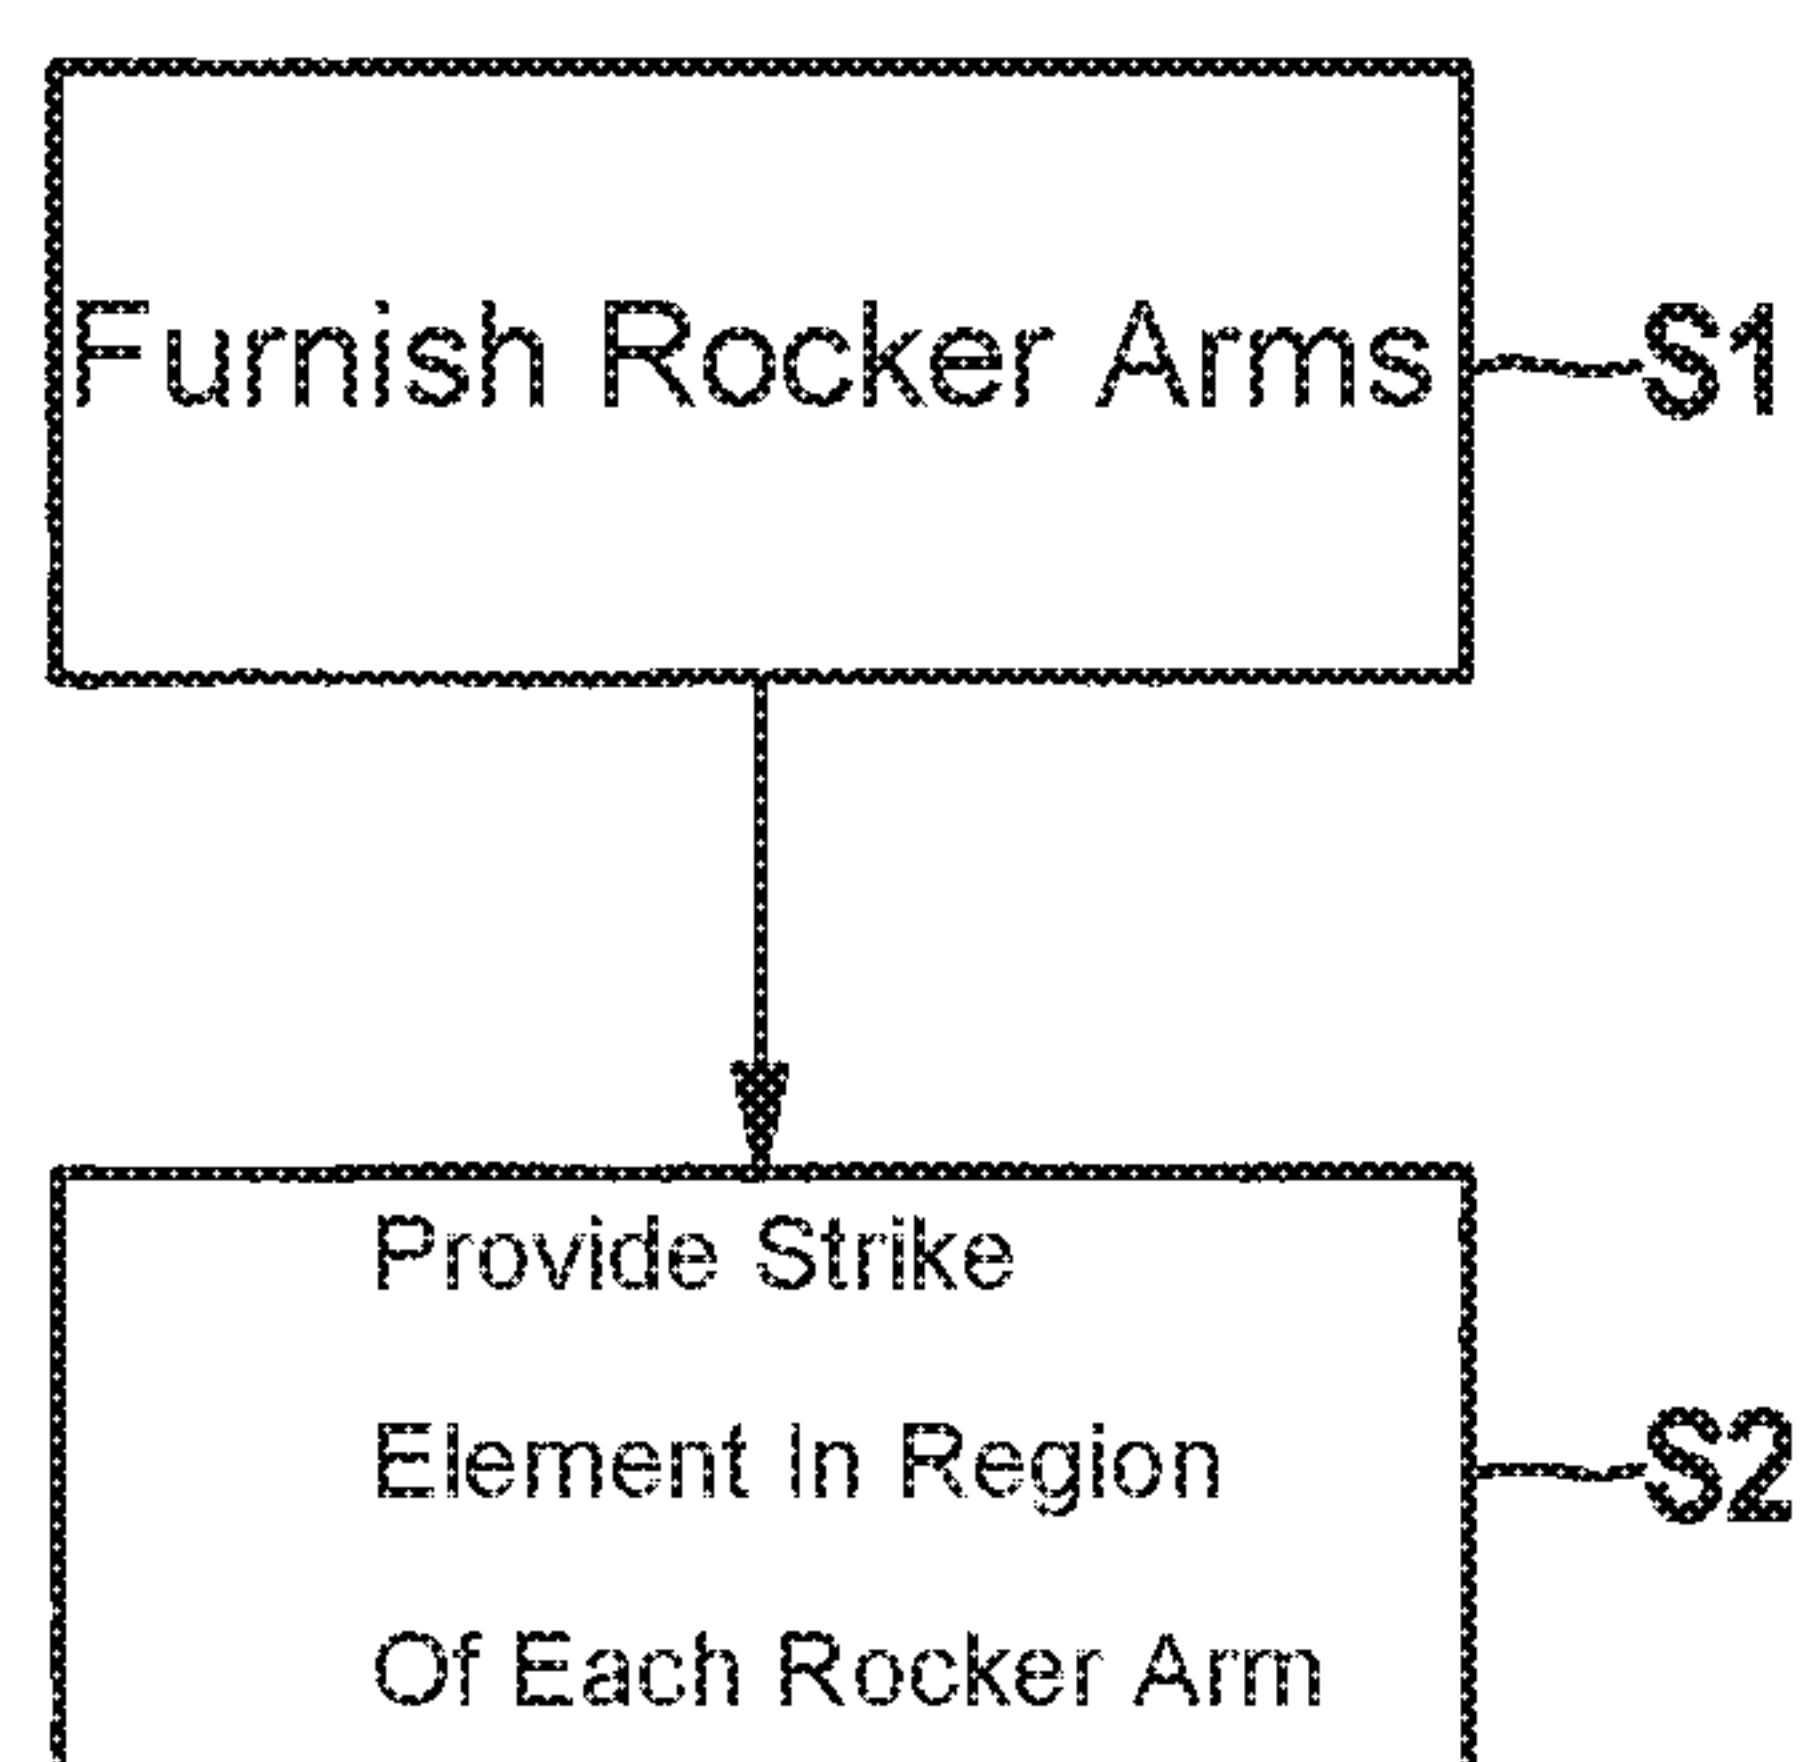 Furnish Rocker Arms
S1
Provide Strike
Element In Region
S2
Of Each Rocker Arm